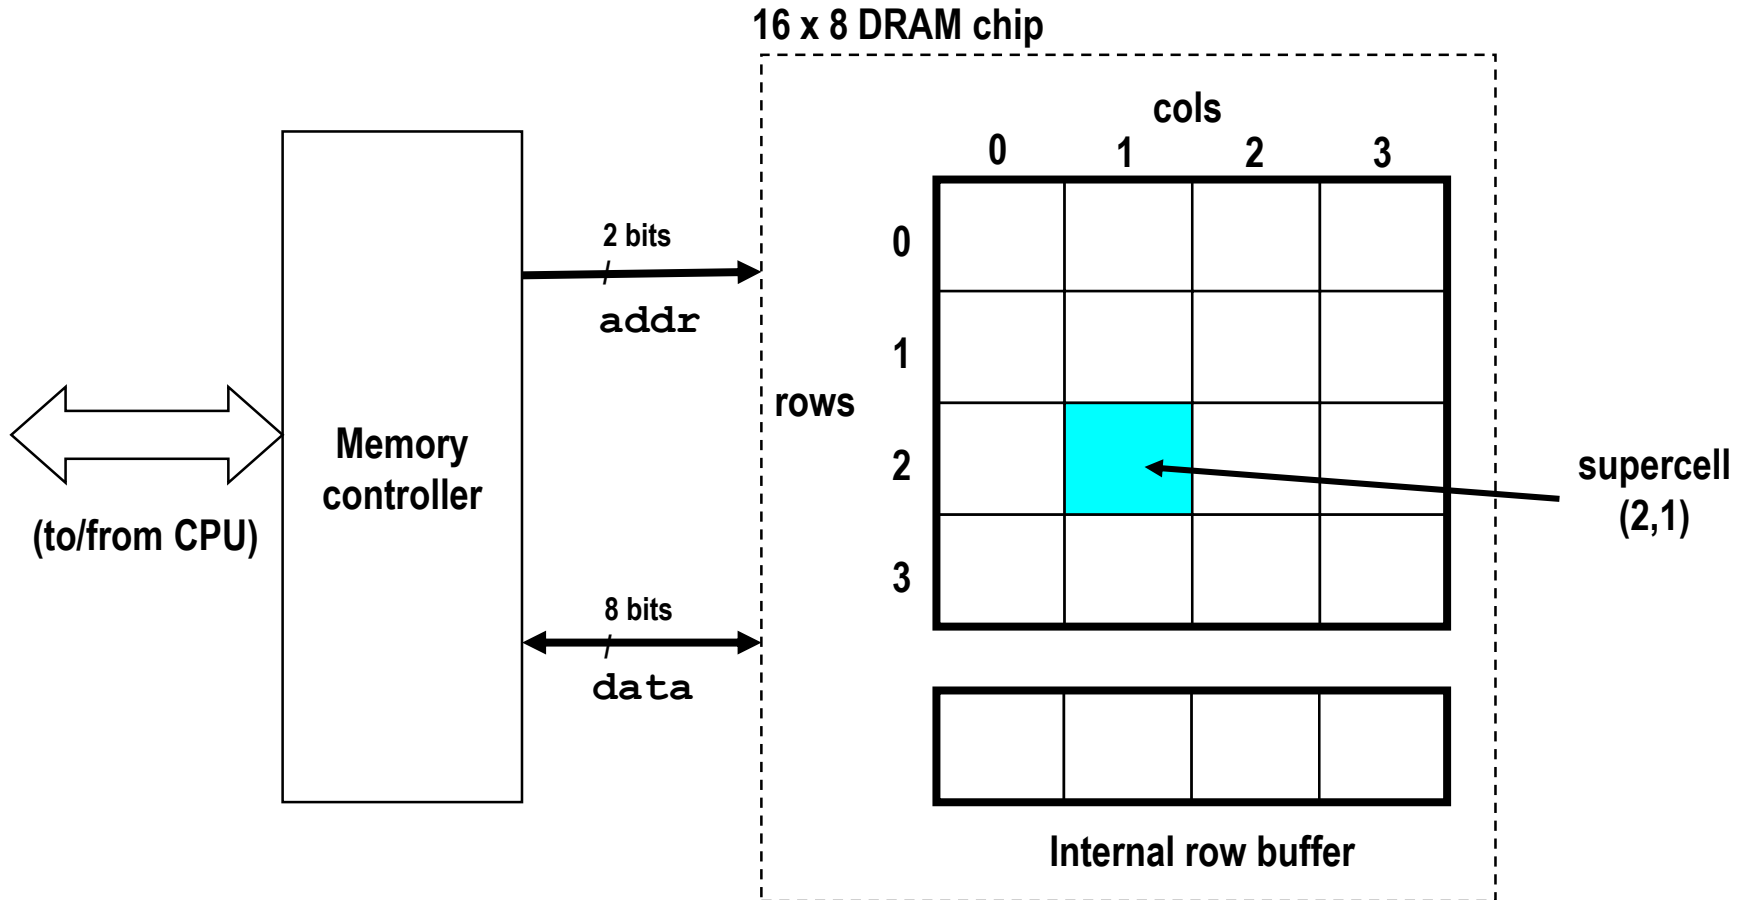 16 x 8 DRAM chip
cols
0 1 2 3
0
1
2
3
rows
2 bits
addr
Memory
controller
(to/from CPU)
8 bits
data
supercell
(2,1)
Internal row buffer